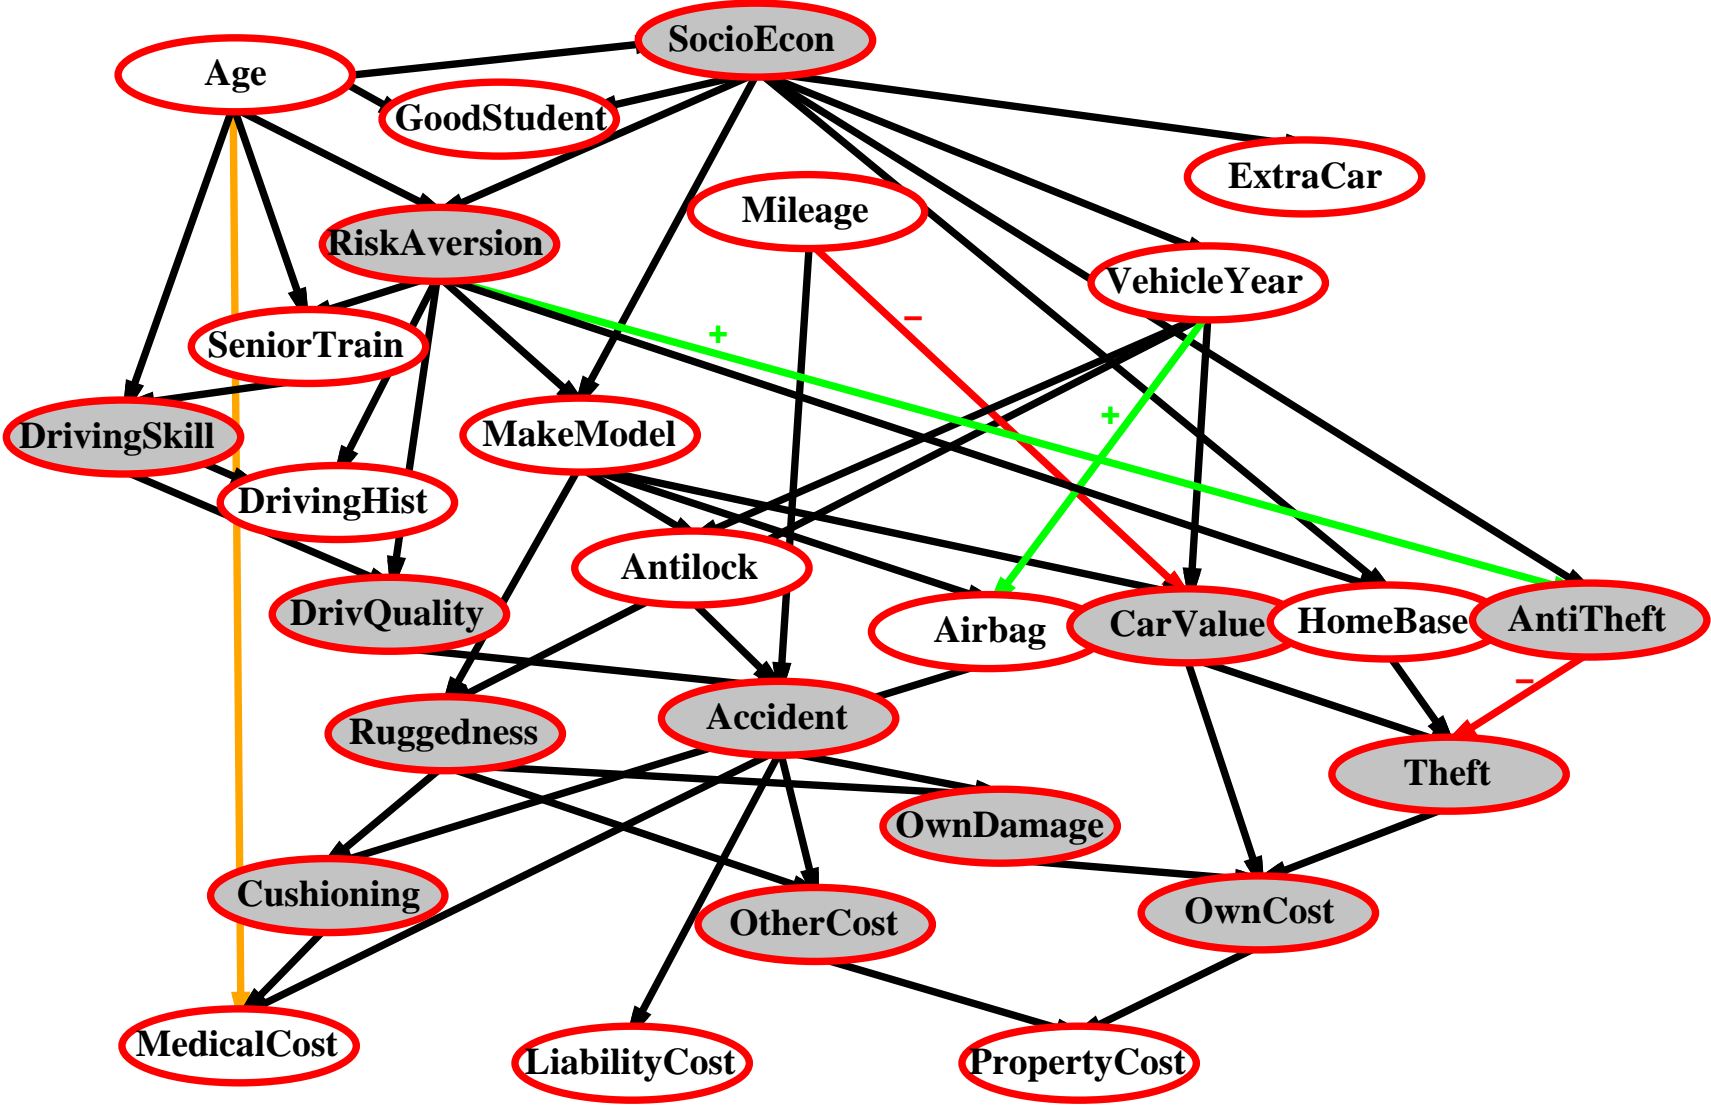 SocioEcon
Age
GoodStudent
ExtraCar
Mileage
RiskAversion
VehicleYear
−
+
SeniorTrain
+
DrivingSkill
MakeModel
DrivingHist
Antilock
DrivQuality
Airbag
CarValue
HomeBase
AntiTheft
−
Ruggedness
Accident
Theft
OwnDamage
Cushioning
OtherCost
OwnCost
MedicalCost
LiabilityCost
PropertyCost